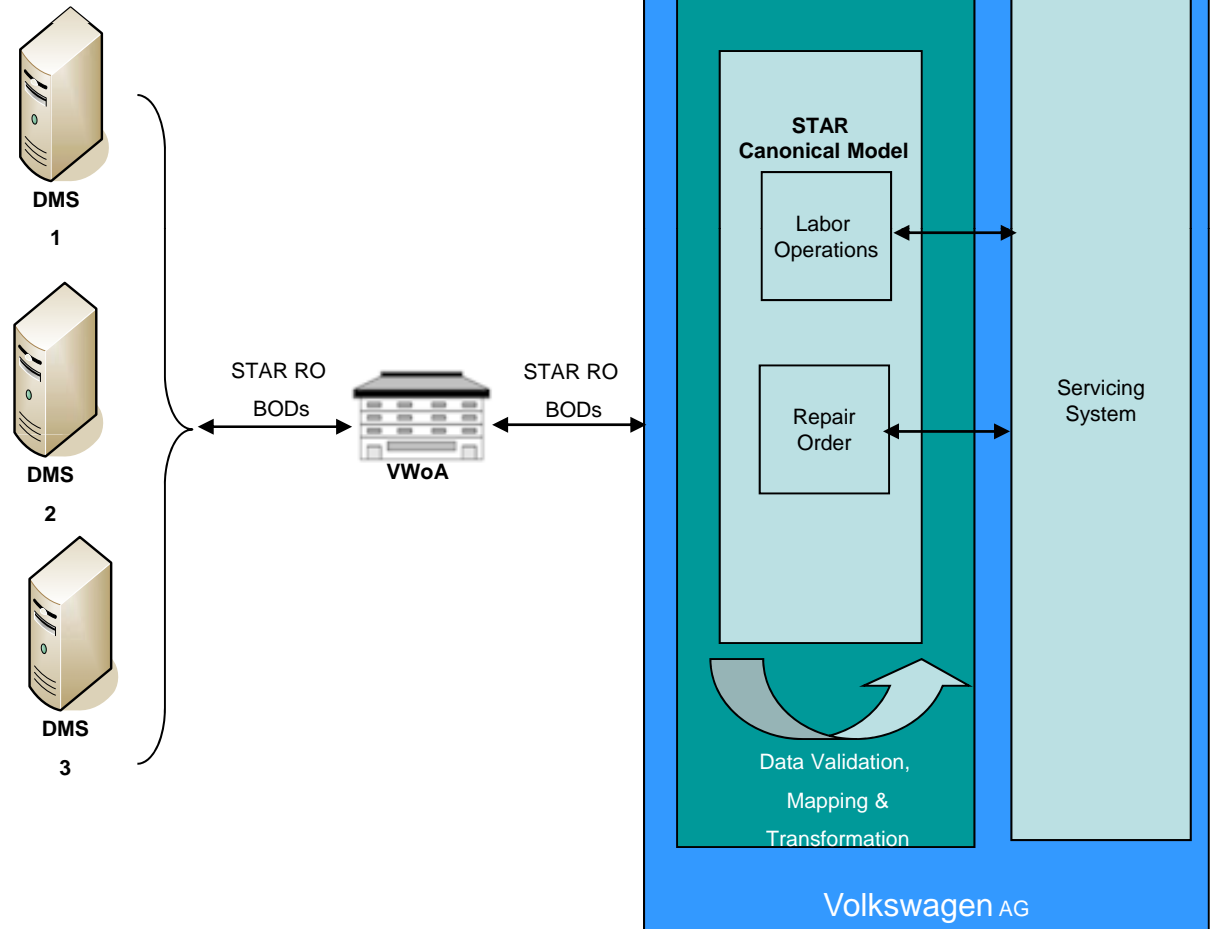 DMS
1
DMS
2
DMS
3
STAR RO
BODs
VWoA
STAR RO
BODs
STAR
Canonical Model
Labor
Operations
Repair
Order
Servicing
System
Data Validation,
Mapping &
Transformation
Volkswagen AG